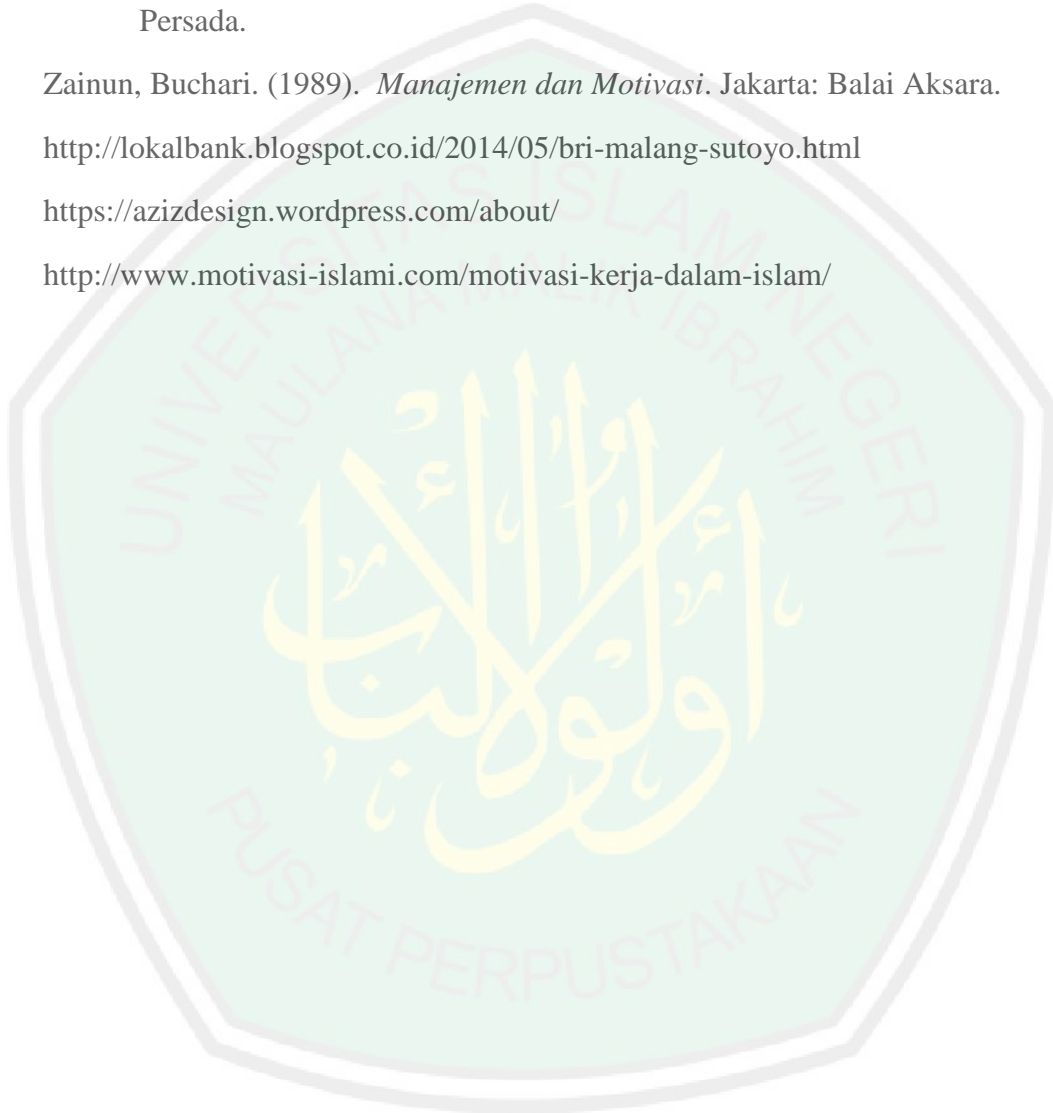 Persada.
Zainun, Buchari. (1989). Manajemen dan Motivasi. Jakarta: Balai Aksara.
http://lokalbank.blogspot.co.id/2014/05/bri-malang-sutoyo.html
https://azizdesign.wordpress.com/about/
http://www.motivasi-islami.com/motivasi-kerja-dalam-islam/
UNIVERSITAS ISLAM NEGERI
MAULANA MALIK IBRAHIM
أولوا الألباب
PUSAT PERPUSTAKAAN